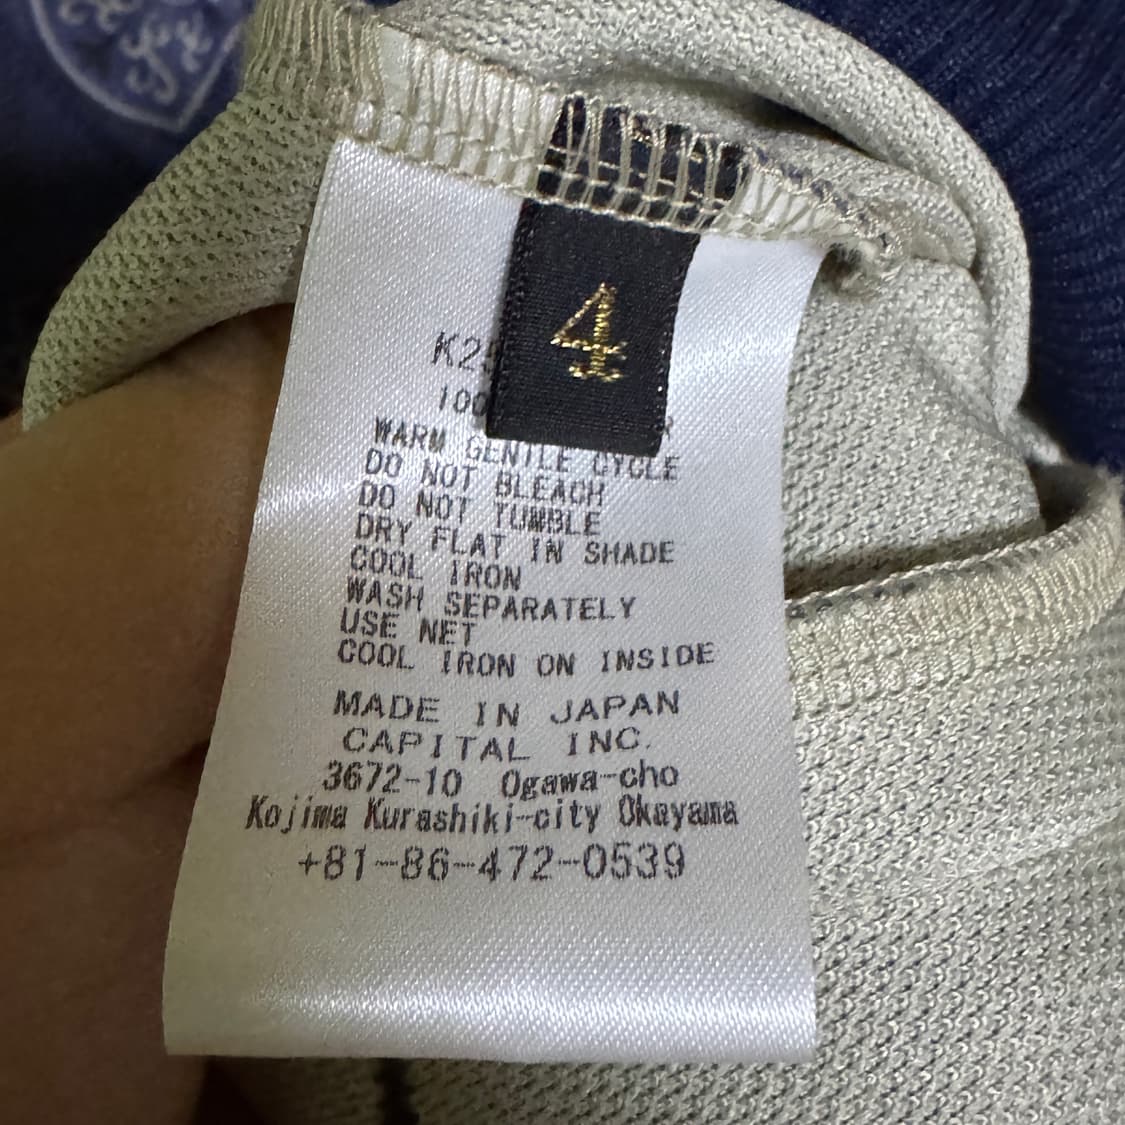 4
WARM GENTLE CYCLE
DO NOT BLEACH
DO NOT TUMBLE
DRY FLAT IN SHADE
COOL IRON
WASH SEPARATELY
USE NET
COOL IRON ON INSIDE
MADE IN JAPAN
CAPITAL INC.
3672-10 Ogawa-cho
Kojima Kurashiki-city Okayama
+81-86-472-0539